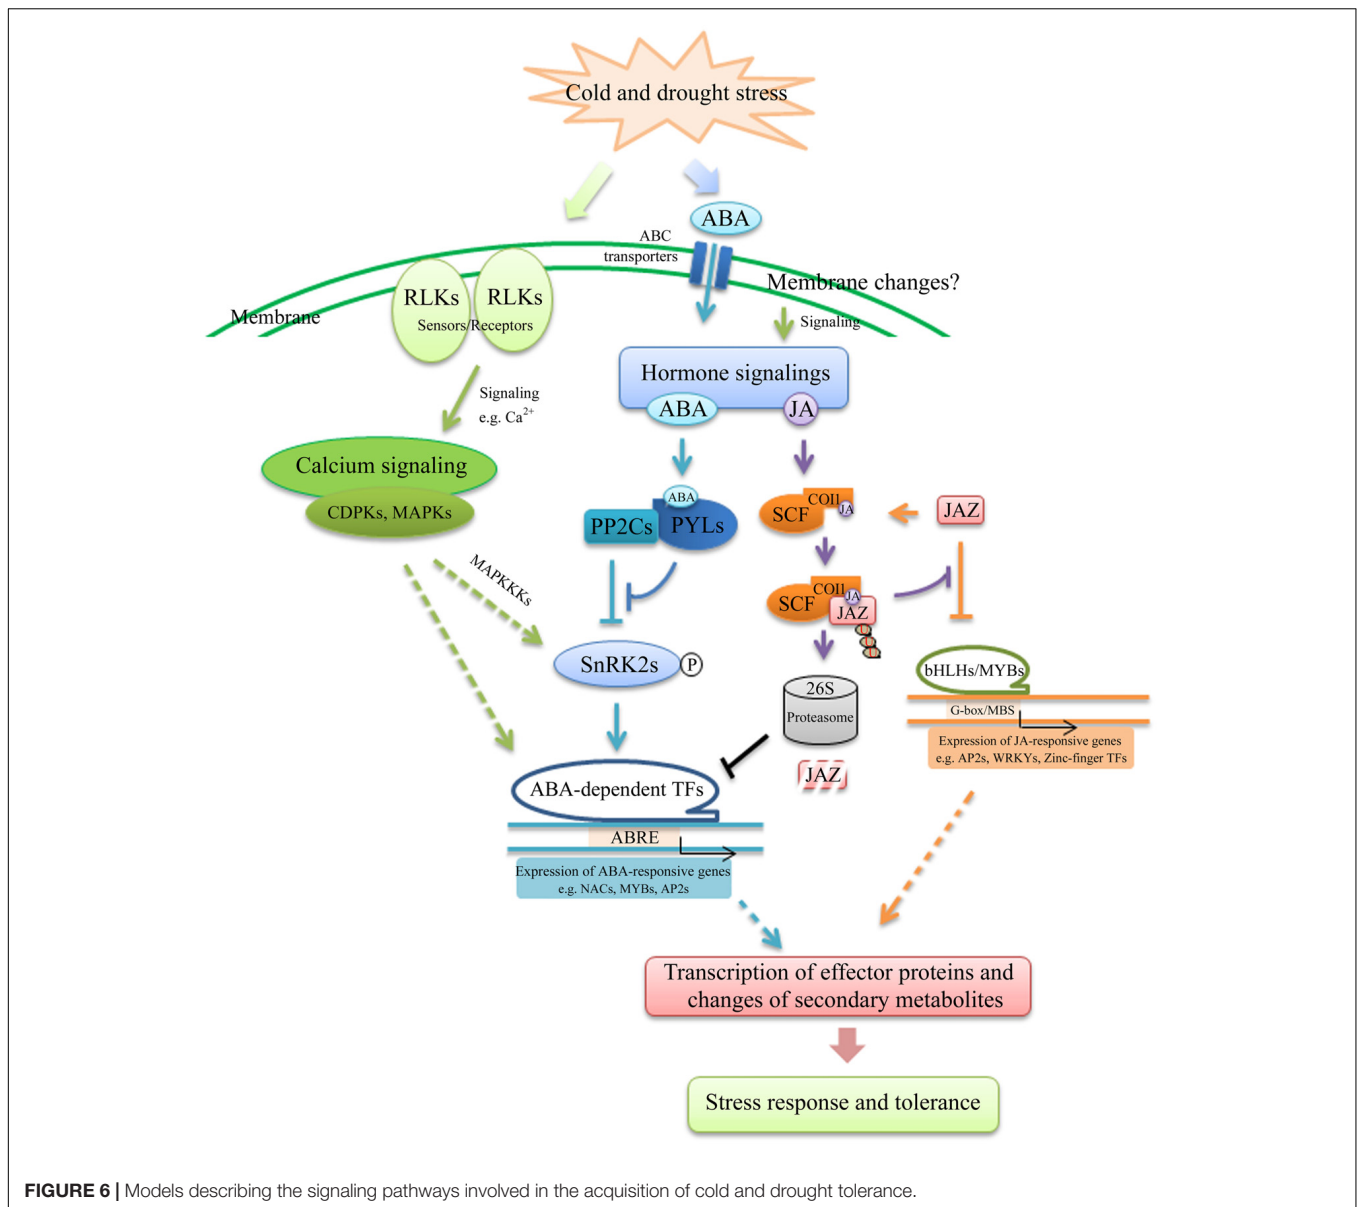 Cold and drought stress
ABA
ABC
transporters
Membrane changes?
RLKs
RLKs
Sensors/Receptors
Membrane
Signaling
Hormone signalings
ABA
JA
Signaling
e.g. Ca²⁺
Calcium signaling
CDPKs, MAPKs
ABA
PP2Cs
PYLs
SCF
COI1
JA
JAZ
MAPKKKs
SCF
COI1
JA
JAZ
SnRK2s
P
26S
Proteasome
JAZ
bHLHs/MYBs
G-box/MBS
Expression of JA-responsive genes
e.g. AP2s, WRKYs, Zinc-finger TFs
ABA-dependent TFs
ABRE
Expression of ABA-responsive genes
e.g. NACs, MYBs, AP2s
Transcription of effector proteins and
changes of secondary metabolites
Stress response and tolerance
FIGURE 6 | Models describing the signaling pathways involved in the acquisition of cold and drought tolerance.